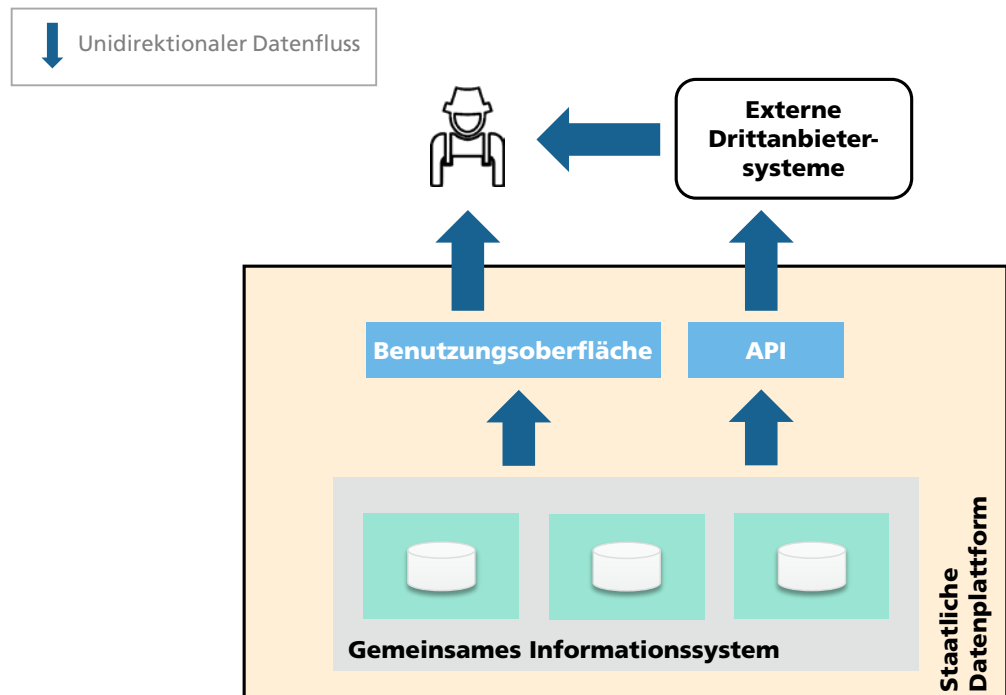 Unidirektionaler Datenfluss
Externe
Drittanbieter-
systeme
Benutzungsoberfläche
API
Gemeinsames Informationssystem
Staatliche
Datenplattform